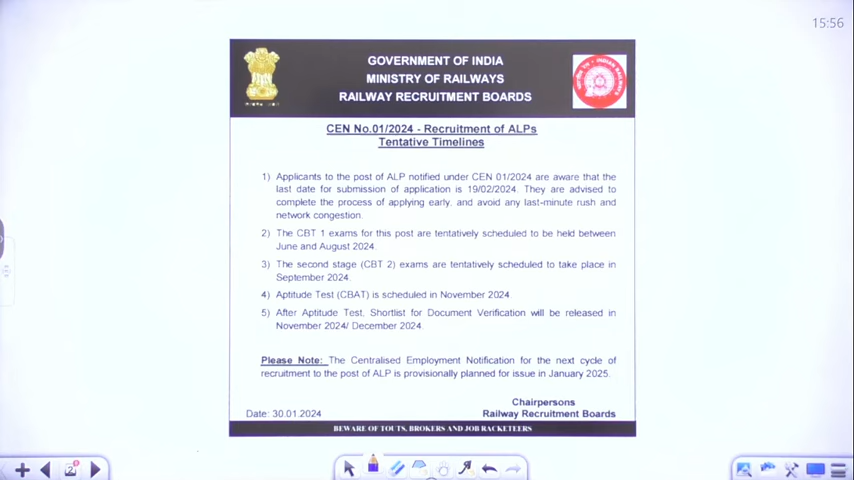 15:56
GOVERNMENT OF INDIA
MINISTRY OF RAILWAYS
RAILWAY RECRUITMENT BOARDS
CEN No.01/2024 - Recruitment of ALPs
Tentative Timelines
1) Applicants to the post of ALP notified under CEN 01/2024 are aware that the
last date for submission of application is 19/02/2024. They are advised to
complete the process of applying early, and avoid any last-minute rush and
network congestion.
2) The CBT 1 exams for this post are tentatively scheduled to be held between
June and August 2024.
3) The second stage (CBT 2) exams are tentatively scheduled to take place in
September 2024.
4) Aptitude Test (CBAT) is scheduled in November 2024
5) After Aptitude Test, Shortlist for Document Verification will be released in
November 2024/ December 2024.
Please Note: The Centralised Employment Notification for the next cycle of
recruitment to the post of ALP is provisionally planned for issue in January 2025.
Chairpersons
Date: 30.01.2024 Railway Recruitment Boards
BEWARE OF TOUTS, BROKERS AND JOB RACKETEERS